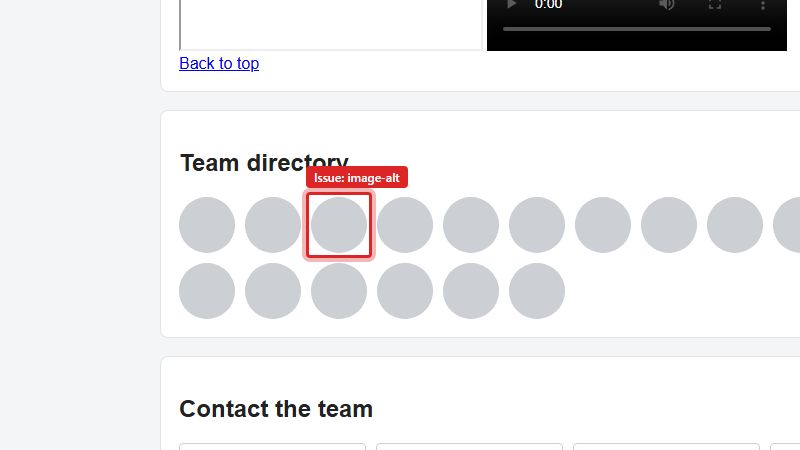 0:00
Back to top
Team directory
Issue: image-alt
Contact the team